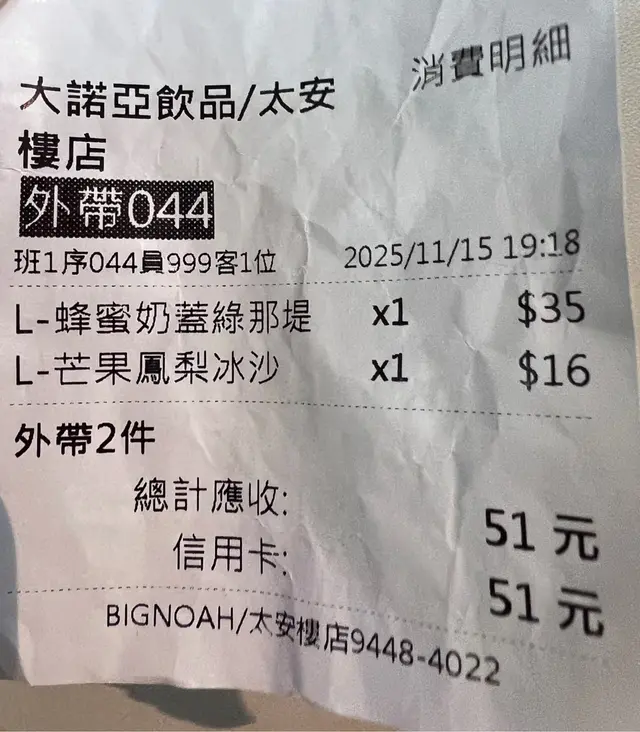 消費明細
大諾亞飲品/太安
樓店
外帶044
班1序044員999客1位 2025/11/15 19:18
L-蜂蜜奶蓋綠那堤 x1 $35
L-芒果鳳梨冰沙 x1 $16
外帶2件
總計應收: 51 元
信用卡: 51 元
BIGNOAH/太安樓店9448-4022